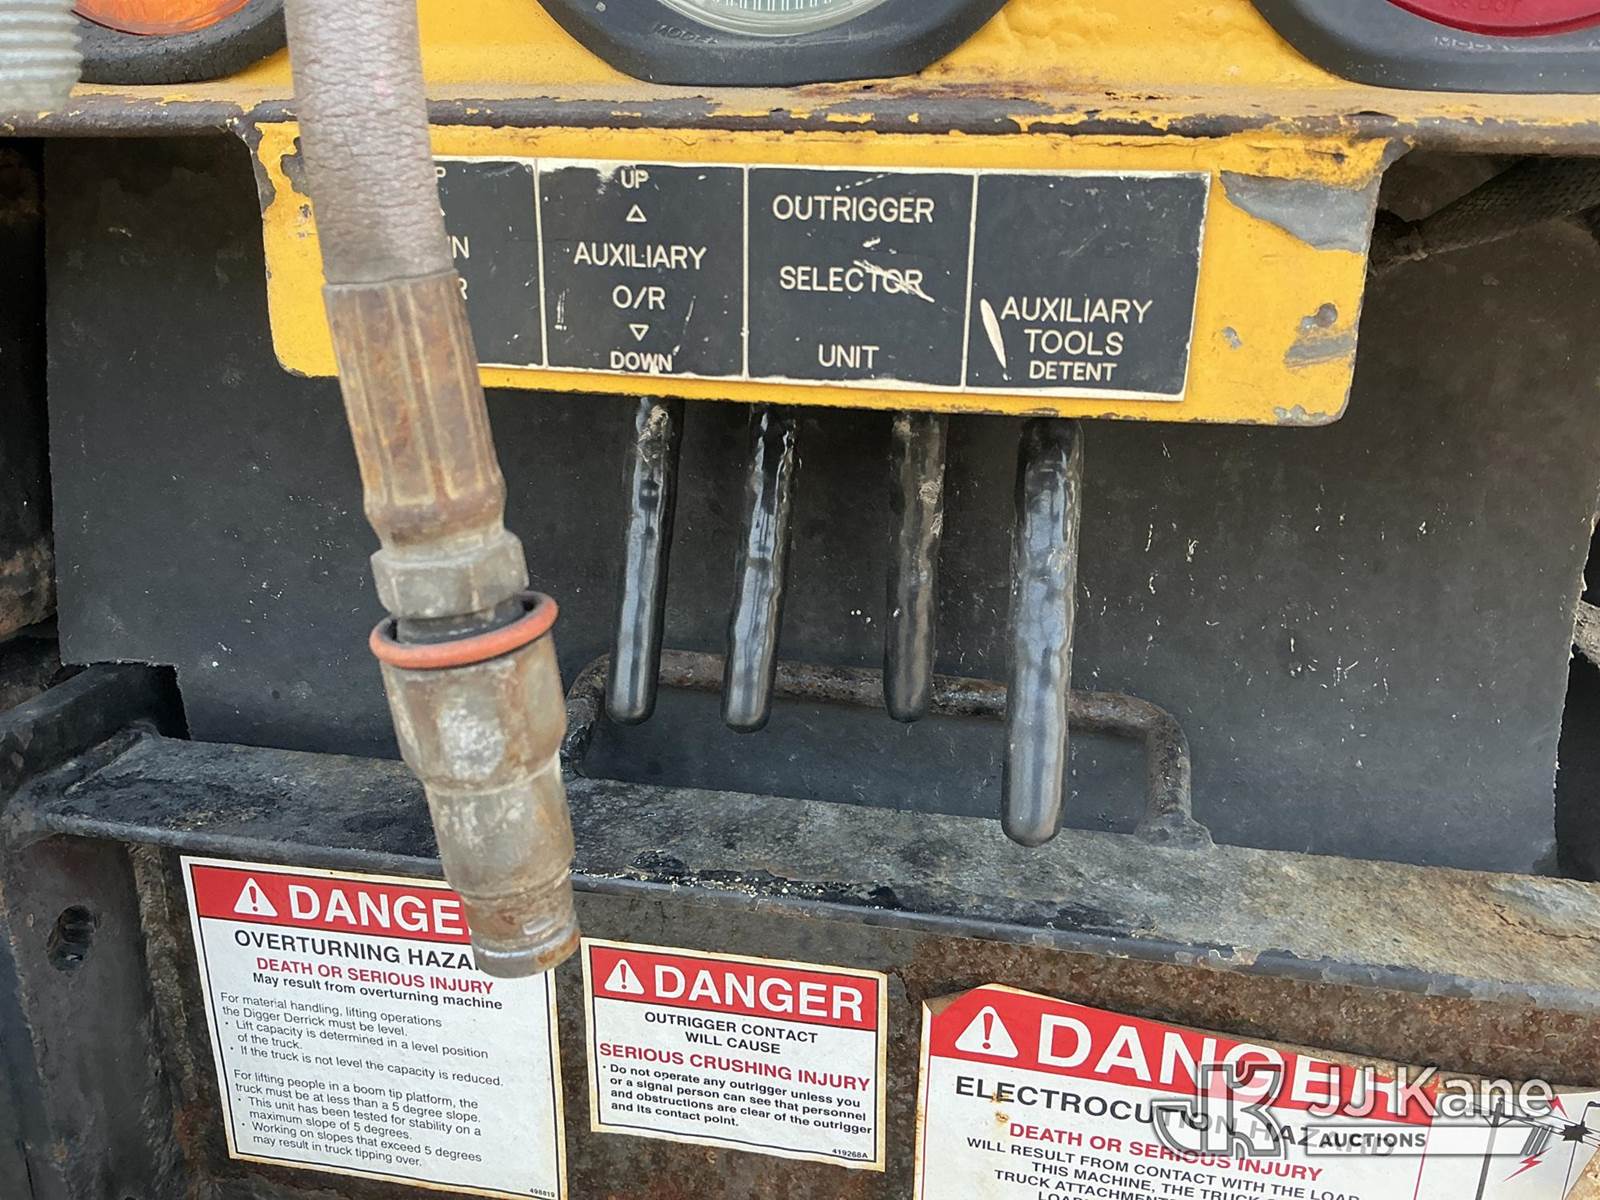 UP
AUXILIARY
O/R
DOWN
OUTRIGGER
SELECTOR
UNIT
AUXILIARY
TOOLS
DETENT
OVERTURNING
DEATH OR SERIOUS INJURY
May result from overturning machine
For material handling, lifting operations
the Digger Derrick must be level.
• Lift capacity is determined in a level position
of the truck.
• If the truck is not level the capacity is reduced.
For lifting people in a boom tip platform, the
truck must be at least than a 5 degree slope.
• This unit has been tested for stability on a
maximum slope of 5 degrees.
• Working on slopes that exceed 5 degrees
may result in truck tipping over.
498819
DANGER
OUTRIGGER CONTACT
WILL CAUSE
SERIOUS CRUSHING INJURY
• Do not operate any outrigger unless you
or a signal person can see that personnel
and obstructions are clear of the outrigger
and its contact point.
419268A
DANGER
ELECTROCUTION HAZARD
DEATH OR SERIOUS INJURY
WILL RESULT FROM CONTACT WITH THE LOAD
THIS MACHINE, THE TRUCK
TRUCK
JJ Kane
AUCTIONS